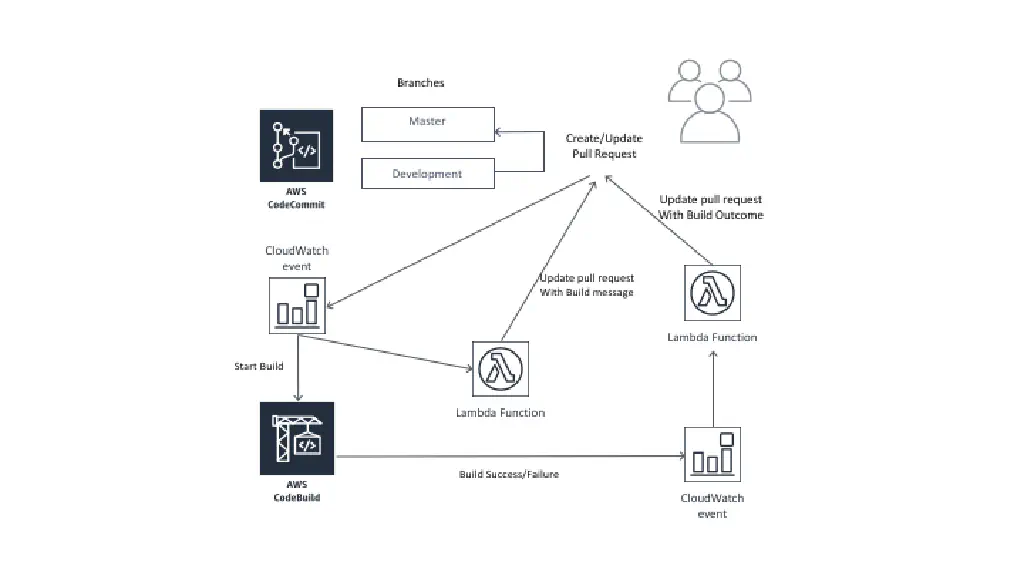 Branches
Master
Development
AWS
CodeCommit
Create/Update
Pull Request
Update pull request
With Build Outcome
CloudWatch
event
Update pull request
With Build message
Lambda Function
Start Build
Lambda Function
AWS
CodeBuild
Build Success/Failure
CloudWatch
event